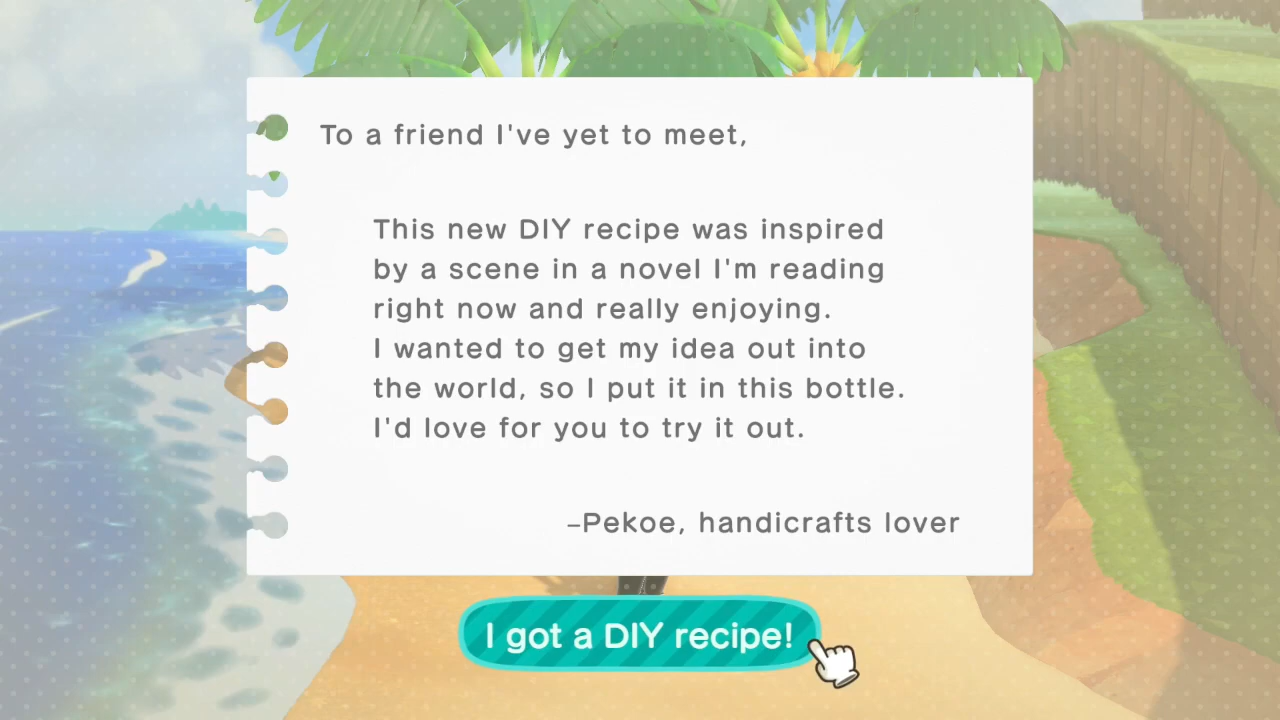 To a friend I've yet to meet,
This new DIY recipe was inspired
by a scene in a novel I'm reading
right now and really enjoying.
I wanted to get my idea out into
the world, so I put it in this bottle.
I'd love for you to try it out.
–Pekoe, handicrafts lover
I got a DIY recipe!